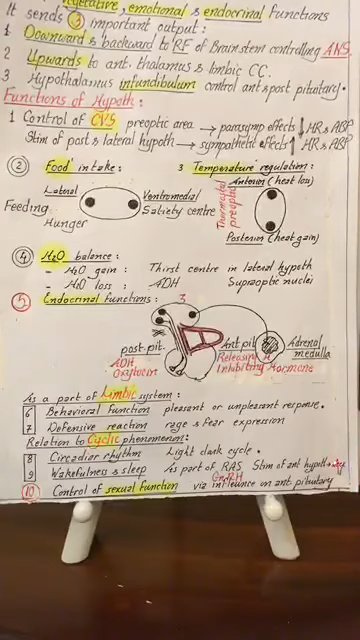 vegetative, emotional & endocrinal functions
It sends 3 important output :
1 Downward & backward to RF of Brainstem controlling ANS.
2 Upwards to ant. thalamus & limbic CC.
3 Hypothalamus infundibulum control ant & post pituitary.
Functions of Hypoth :
1 Control of CVS preoptic area → parasymp effects ↓ HR & ABP
Stim of post & lateral hypoth → sympathetic effects ↑ HR & ABP
2 Food intake :
Lateral
Feeding
Hunger
Ventromedial
Satiety centre
3 Temperature regulation :
Anterior (heat loss)
preoptic
Posterior (heat gain)
4 H2O balance :
- H2O gain : Thirst centre in lateral hypoth
- H2O loss : ADH Supraoptic nuclei
5 Endocrinal functions :
3
post pit.
ADH
Oxytocin
Ant pit
Releasing &
Inhibiting Hormone
Adrenal
medulla
As a part of Limbic system :
6 Behavioral Function pleasant or unpleasant response.
7 Defensive reaction rage & fear expression
Relation to Cyclic phenomenon :
8 Circadian rhythm Light dark cycle.
9 Wakefulness & sleep As part of RAS Stim of ant hypoth →
GnRH
10 Control of sexual function via influence on ant pituitary